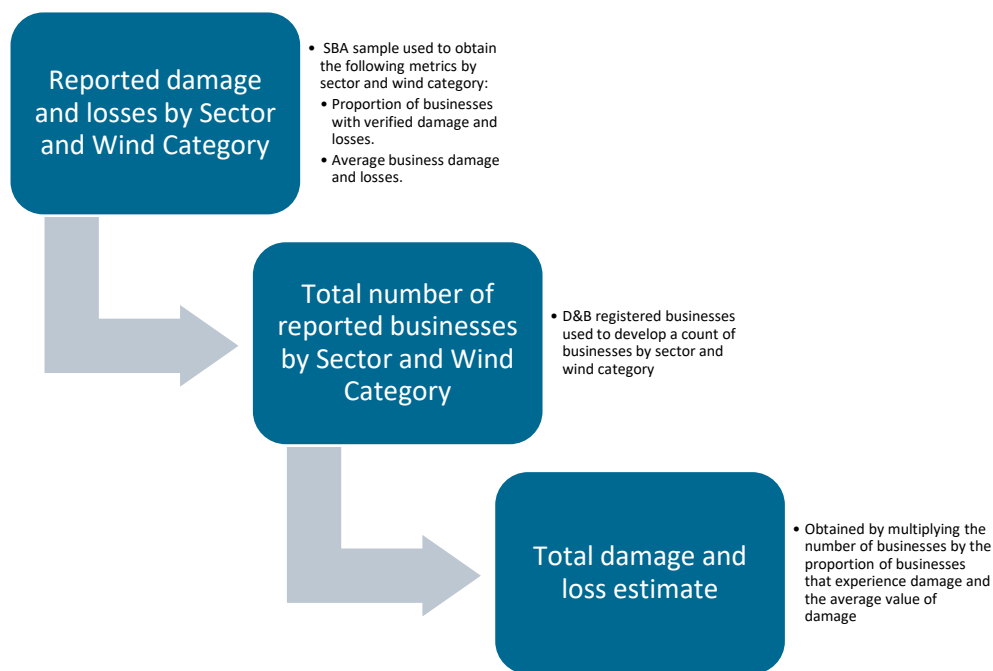 Reported damage
and losses by Sector
and Wind Category
• SBA sample used to obtain
the following metrics by
sector and wind category:
• Proportion of businesses
with verified damage and
losses.
• Average business damage
and losses.
Total number of
reported businesses
by Sector and Wind
Category
• D&B registered businesses
used to develop a count of
businesses by sector and
wind category
Total damage and
loss estimate
• Obtained by multiplying the
number of businesses by the
proportion of businesses
that experience damage and
the average value of
damage